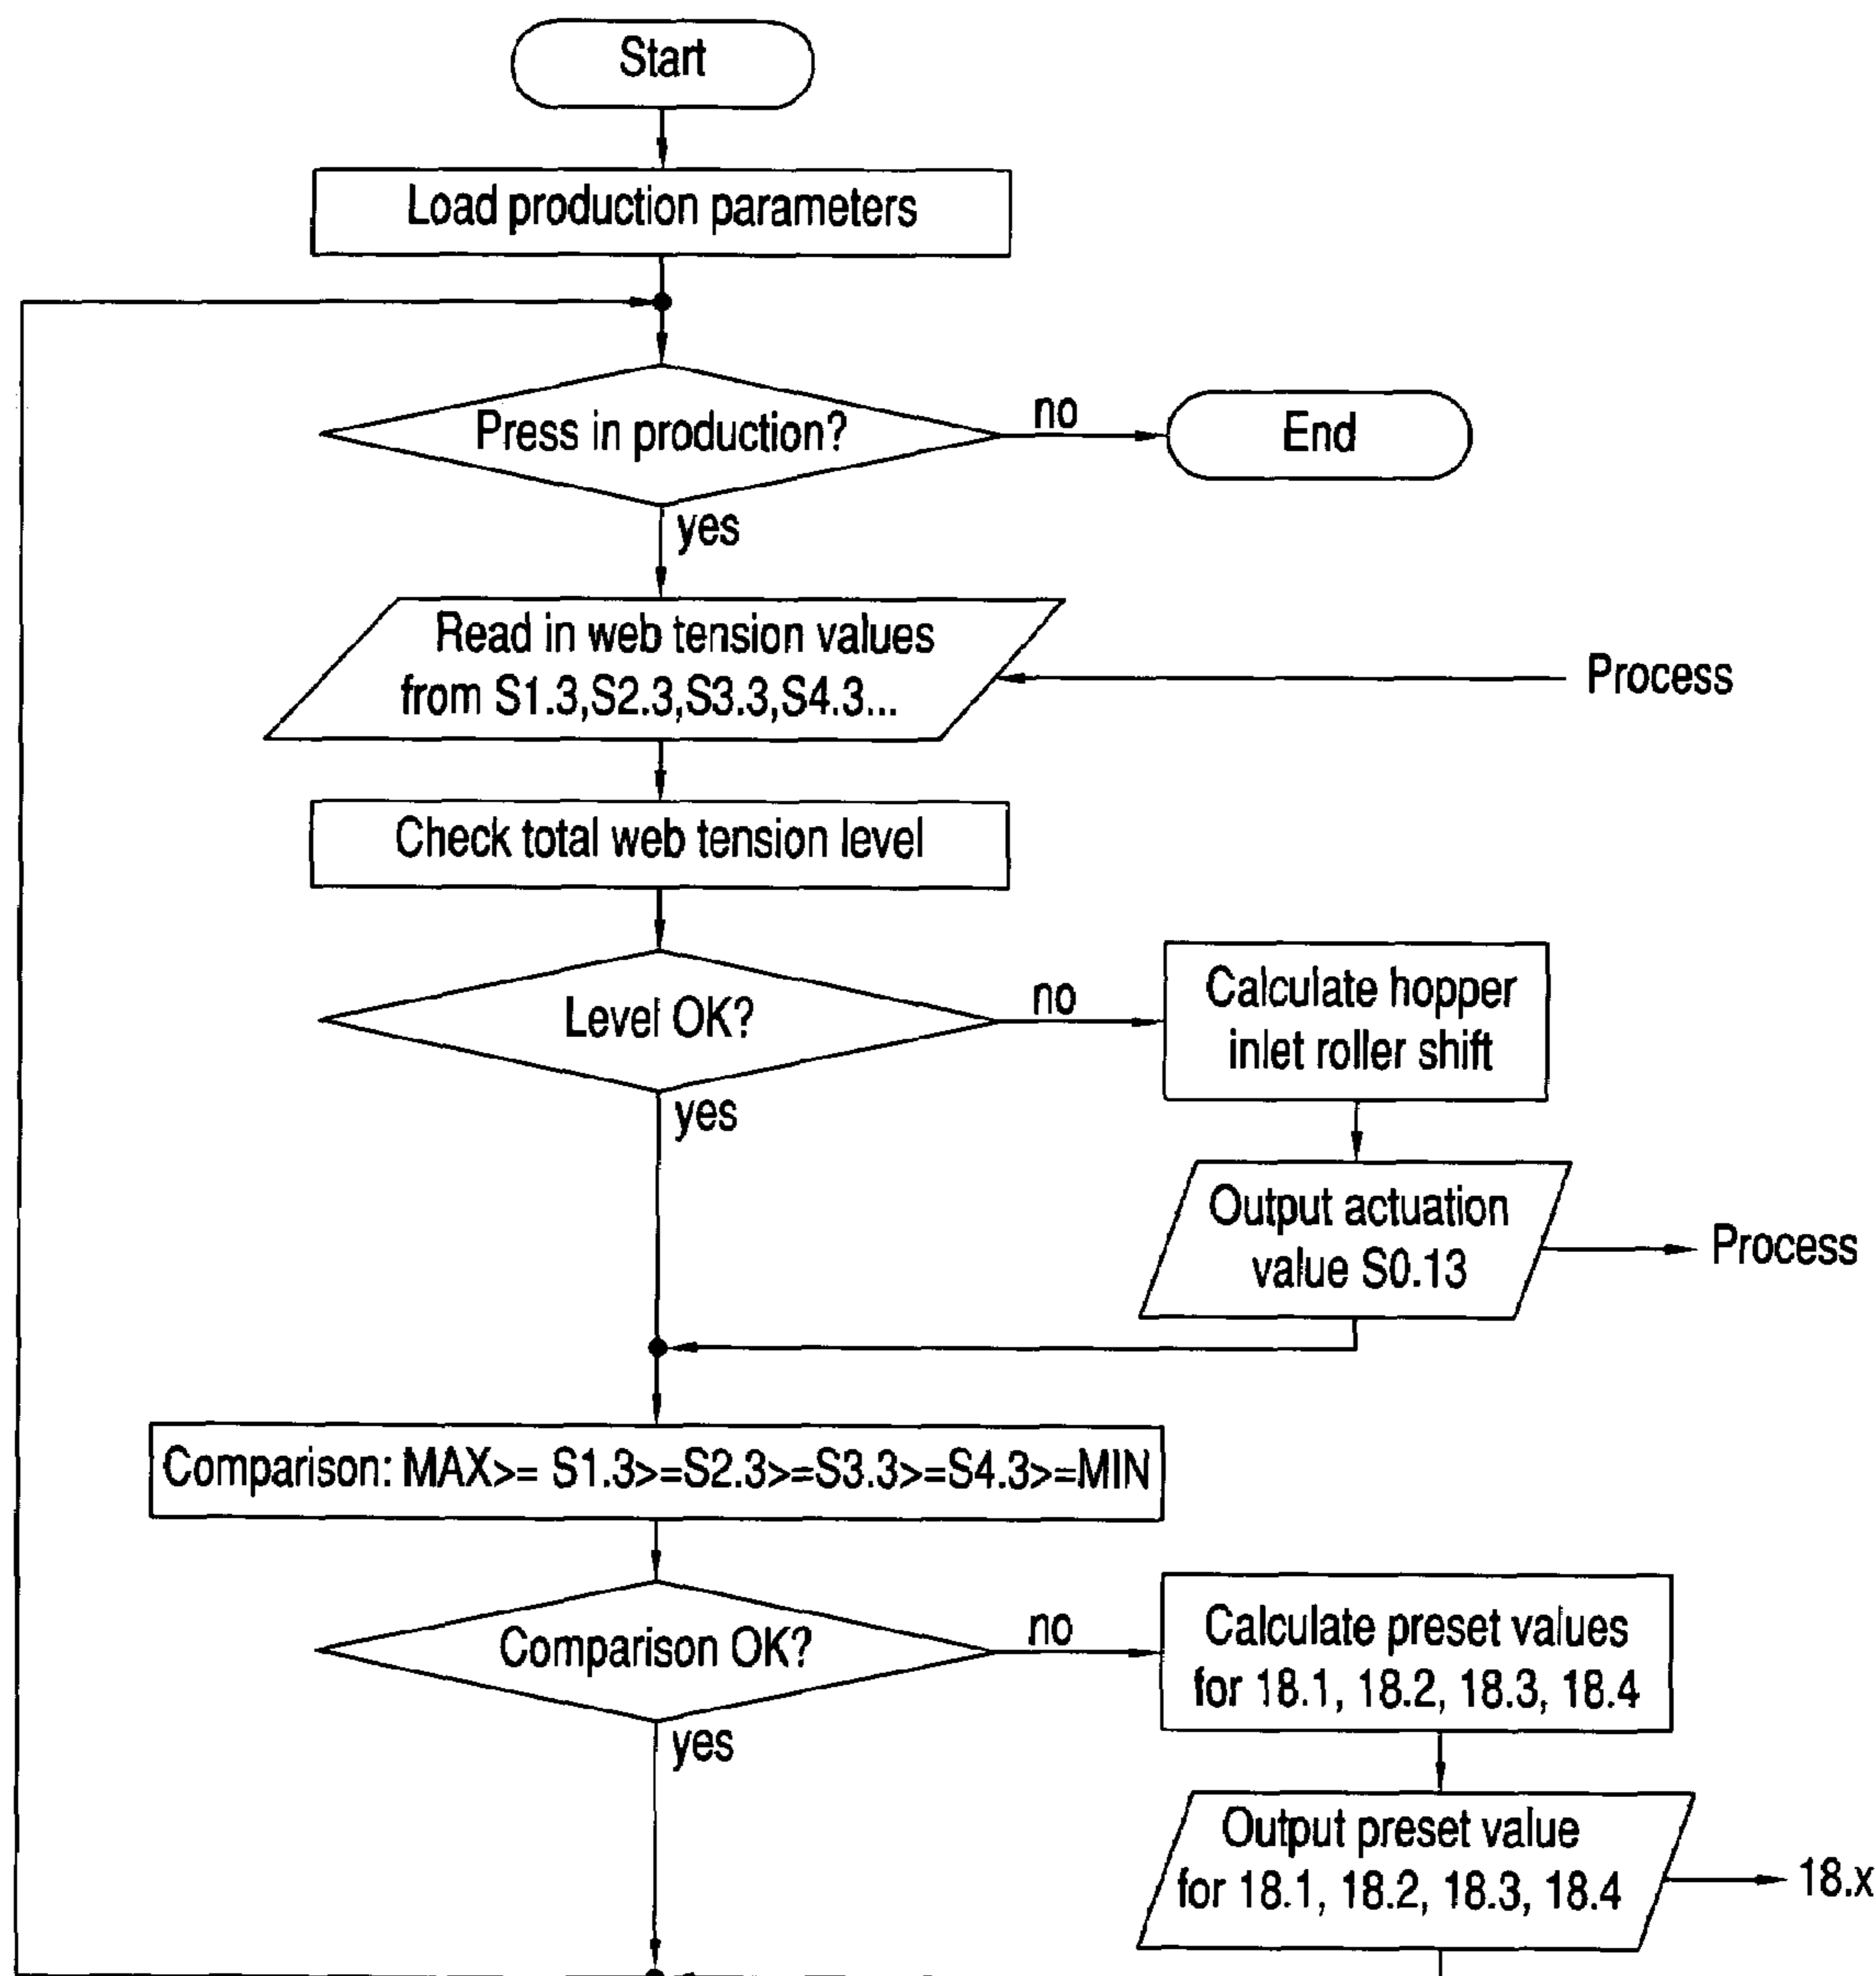 Start
Load production parameters
Press in production?
no
End
yes
Read in web tension values
from S1.3,S2.3,S3.3,S4.3...
Process
Check total web tension level
Level OK?
no
Calculate hopper
inlet roller shift
yes
Output actuation
value S0.13
Process
Comparison: MAX>= S1.3>=S2.3>=S3.3>=S4.3>=MIN
Comparison OK?
no
Calculate preset values
for 18.1, 18.2, 18.3, 18.4
yes
Output preset value
for 18.1, 18.2, 18.3, 18.4
18.x